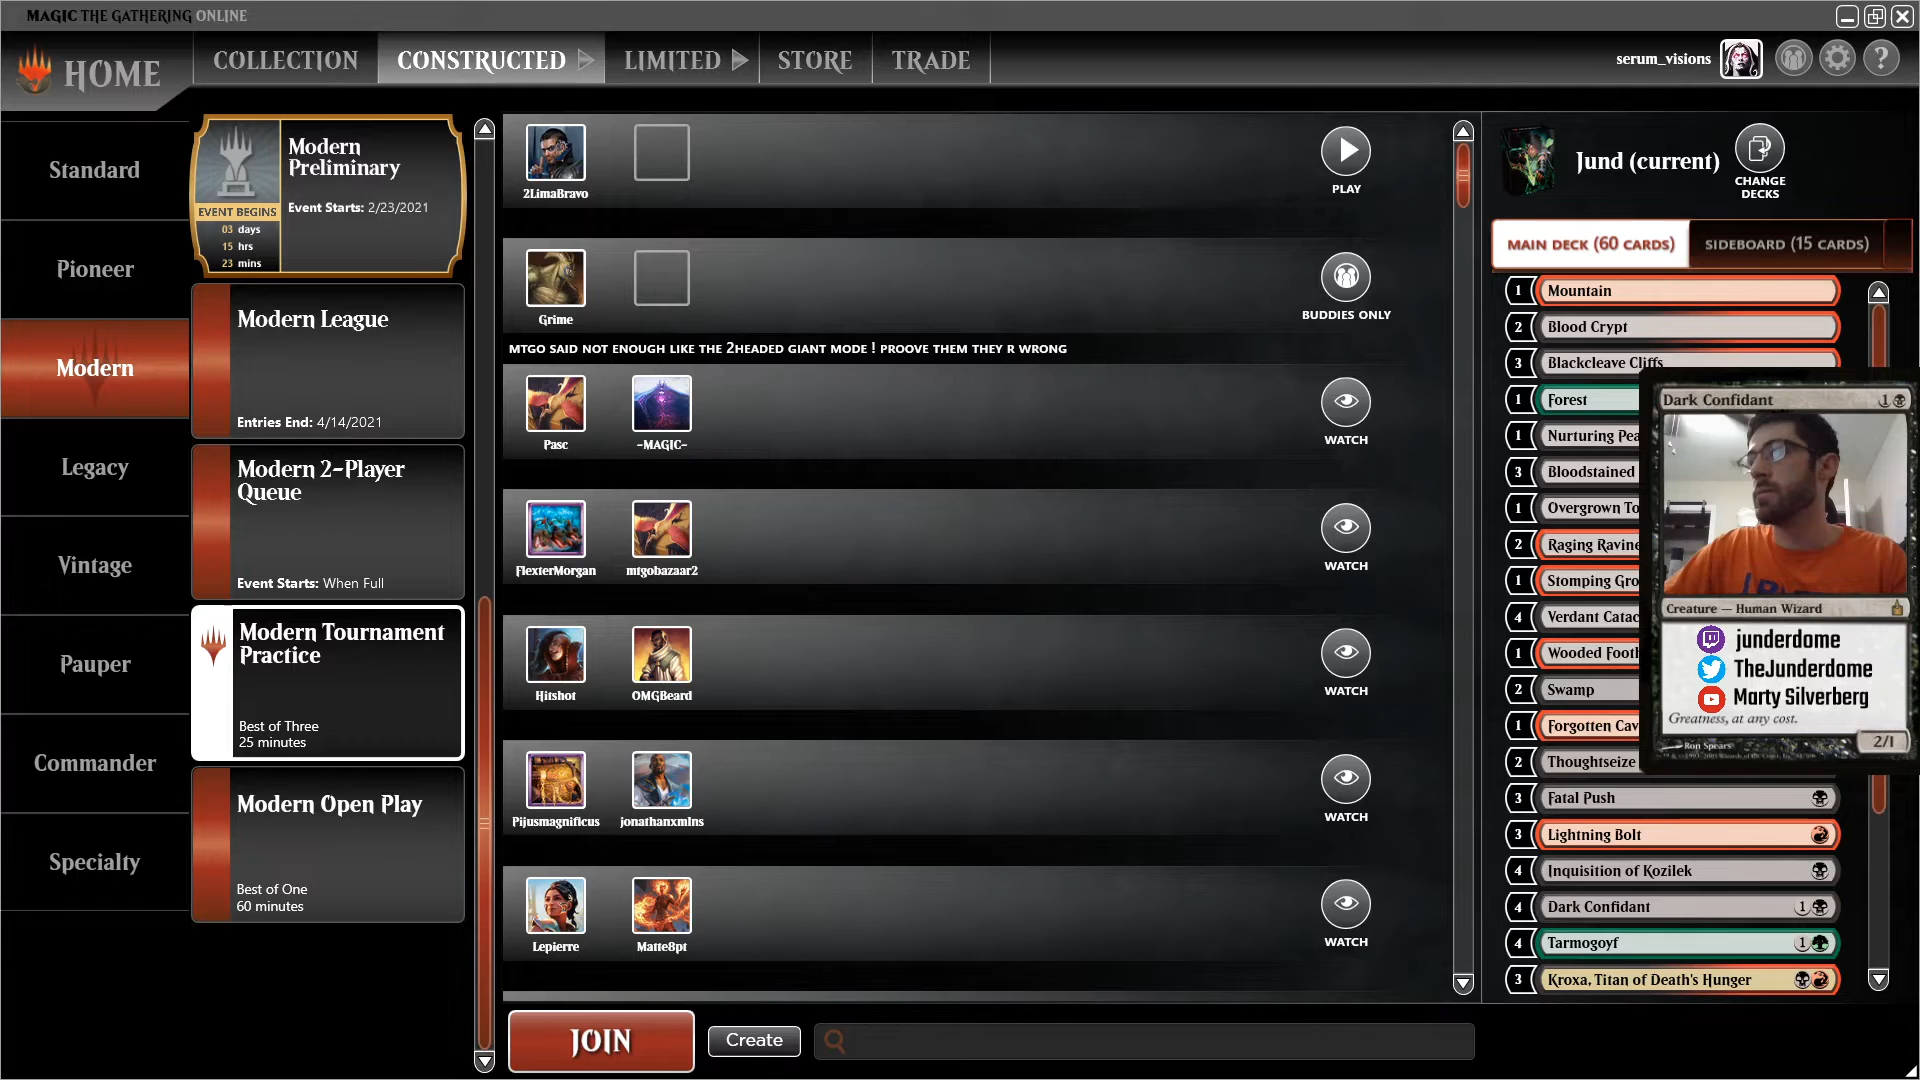 MAGIC THE GATHERING ONLINE
HOME
COLLECTION
CONSTRUCTED
LIMITED
STORE
TRADE
serum_visions
?
Standard
Pioneer
Modern
Legacy
Vintage
Pauper
Commander
Specialty
Modern
Preliminary
Event Starts: 2/23/2021
EVENT BEGINS
03 days
15 hrs
23 mins
Modern League
Entries End: 4/14/2021
Modern 2-Player
Queue
Event Starts: When Full
Modern Tournament
Practice
Best of Three
25 minutes
Modern Open Play
Best of One
60 minutes
2LimaBravo
PLAY
Grime
BUDDIES ONLY
MTGO SAID NOT ENOUGH LIKE THE 2HEADED GIANT MODE ! PROOVE THEM THEY R WRONG
Pasc
-MAGIC-
WATCH
FlexterMorgan
mtgobazaar2
WATCH
Hitshot
OMGBeard
WATCH
Pijusmagnificus
jonathanxmlns
WATCH
Lepierre
Matte8pt
WATCH
JOIN
Create
Jund (current)
CHANGE
DECKS
MAIN DECK (60 CARDS)
SIDEBOARD (15 CARDS)
1 Mountain
2 Blood Crypt
3 Blackcleave Cliffs
1 Forest
1 Nurturing Pea
3 Bloodstained
1 Overgrown To
2 Raging Ravine
1 Stomping Gro
4 Verdant Catac
1 Wooded Footh
2 Swamp
1 Forgotten Cav
2 Thoughtseize
3 Fatal Push
3 Lightning Bolt
4 Inquisition of Kozilek
4 Dark Confidant 1
4 Tarmogoyf 1
3 Kroxa, Titan of Death's Hunger
Dark Confidant 1
Creature — Human Wizard
junderdome
TheJunderdome
Marty Silverberg
Greatness, at any cost.
Ron Spears
2/1